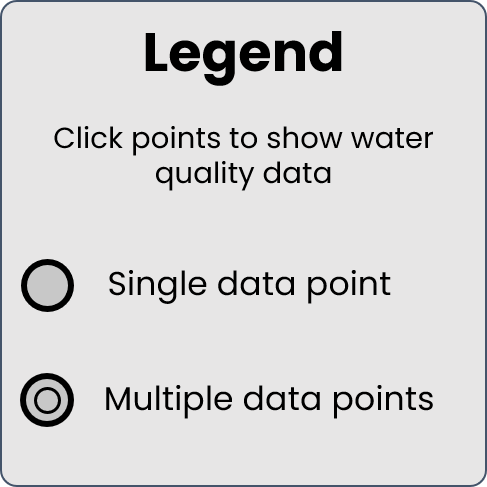 Legend
Click points to show water
quality data
Single data point
Multiple data points